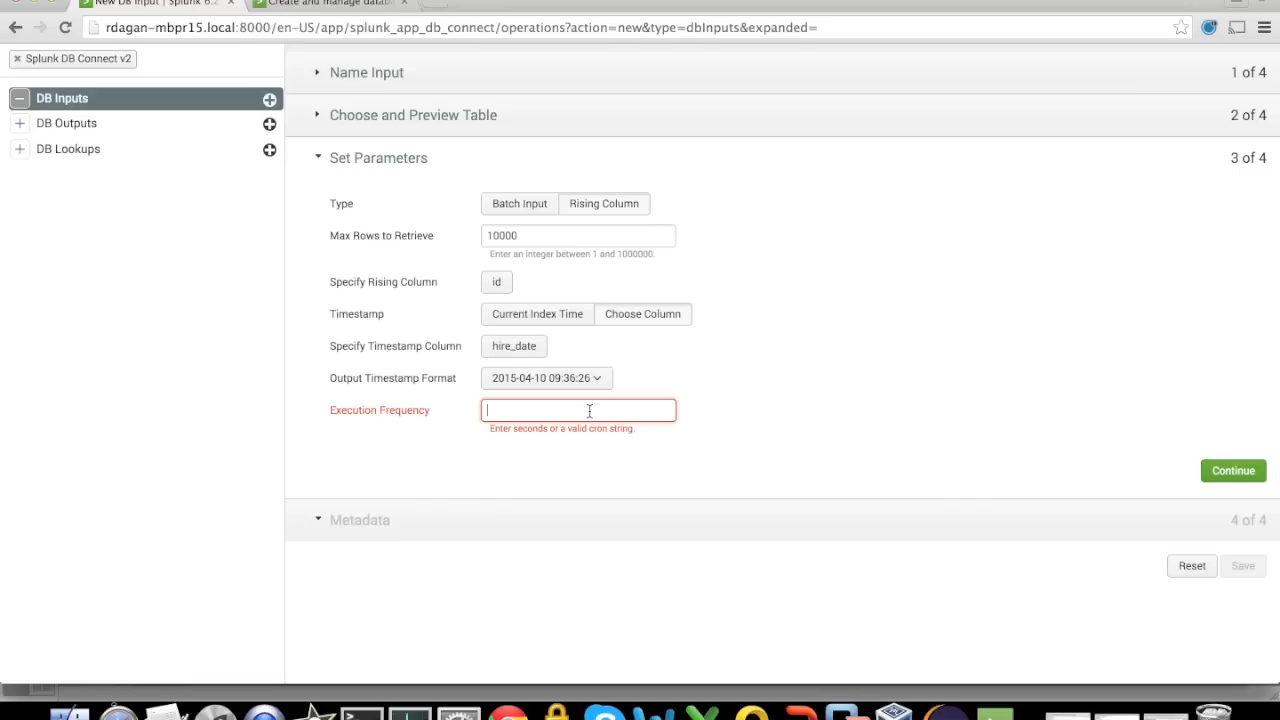 New DB Input | Splunk 6.2
Create and manage datab
rdagan-mbpr15.local:8000/en-US/app/splunk_app_db_connect/operations?action=new&type=dbInputs&expanded=
Splunk DB Connect v2
DB Inputs
DB Outputs
DB Lookups
Name Input 1 of 4
Choose and Preview Table 2 of 4
Set Parameters 3 of 4
Type Batch Input Rising Column
Max Rows to Retrieve 10000
Enter an integer between 1 and 1000000.
Specify Rising Column id
Timestamp Current Index Time Choose Column
Specify Timestamp Column hire_date
Output Timestamp Format 2015-04-10 09:36:26
Execution Frequency
Enter seconds or a valid cron string.
Continue
Metadata 4 of 4
Reset Save